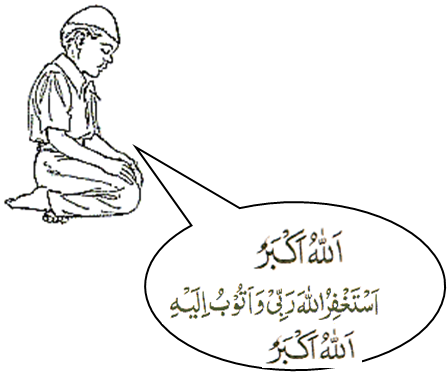 اَللّٰهُ اَكْبَرُ
اَسْتَغْفِرُ اللّٰهَ رَبِّیْ وَ اَتُوْبُ اِلَیْهِ
اَللّٰهُ اَكْبَرُ